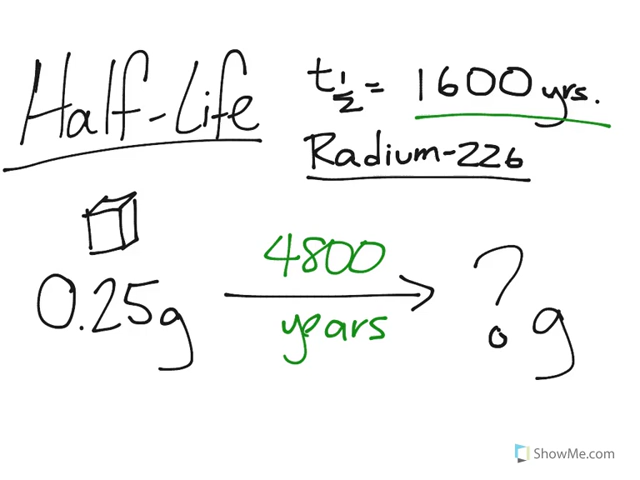 Half-Life
t½ = 1600 yrs.
Radium-226
0.25g
4800
years
? g
ShowMe.com